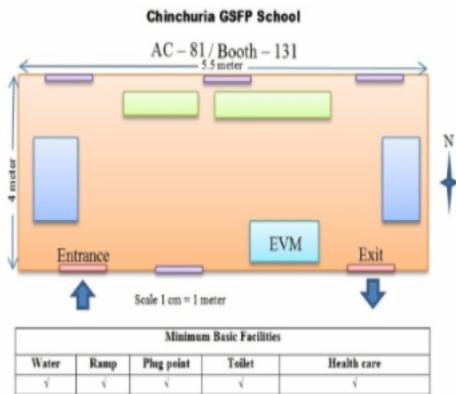 Chinchuria GSFP School
AC – 81 / Booth – 131
5.5 meter
4 meter
N
EVM
Entrance
Exit
Scale 1 cm = 1 meter
Minimum Basic Facilities
Water Ramp Plug point Toilet Health care
√ √ √ √ √